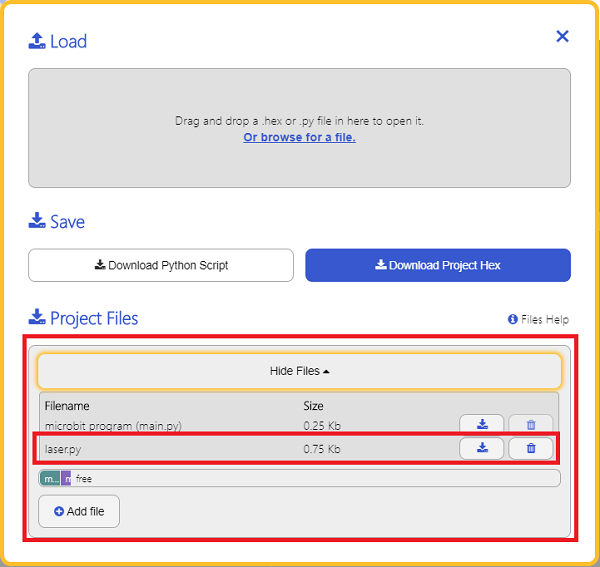 Load
Drag and drop a .hex or .py file in here to open it.
Or browse for a file.
Save
Download Python Script
Download Project Hex
Project Files
Files Help
Hide Files
Filename Size
microbit program (main.py) 0.25 Kb
laser.py 0.75 Kb
m... free
Add file